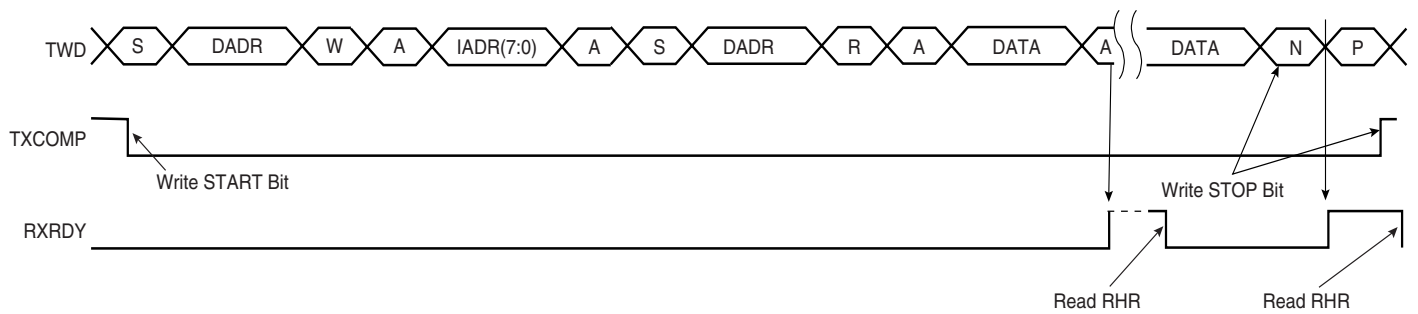 TWD S DADR W A IADR(7:0) A S DADR R A DATA A DATA N P
TXCOMP
Write START Bit
Write STOP Bit
RXRDY
Read RHR Read RHR